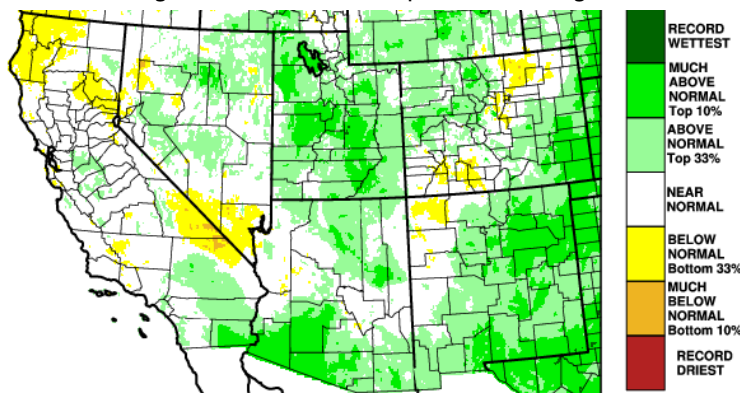 RECORD
WETTEST
MUCH
ABOVE
NORMAL
Top 10%
ABOVE
NORMAL
Top 33%
NEAR
NORMAL
BELOW
NORMAL
Bottom 33%
MUCH
BELOW
NORMAL
Bottom 10%
RECORD
DRIEST